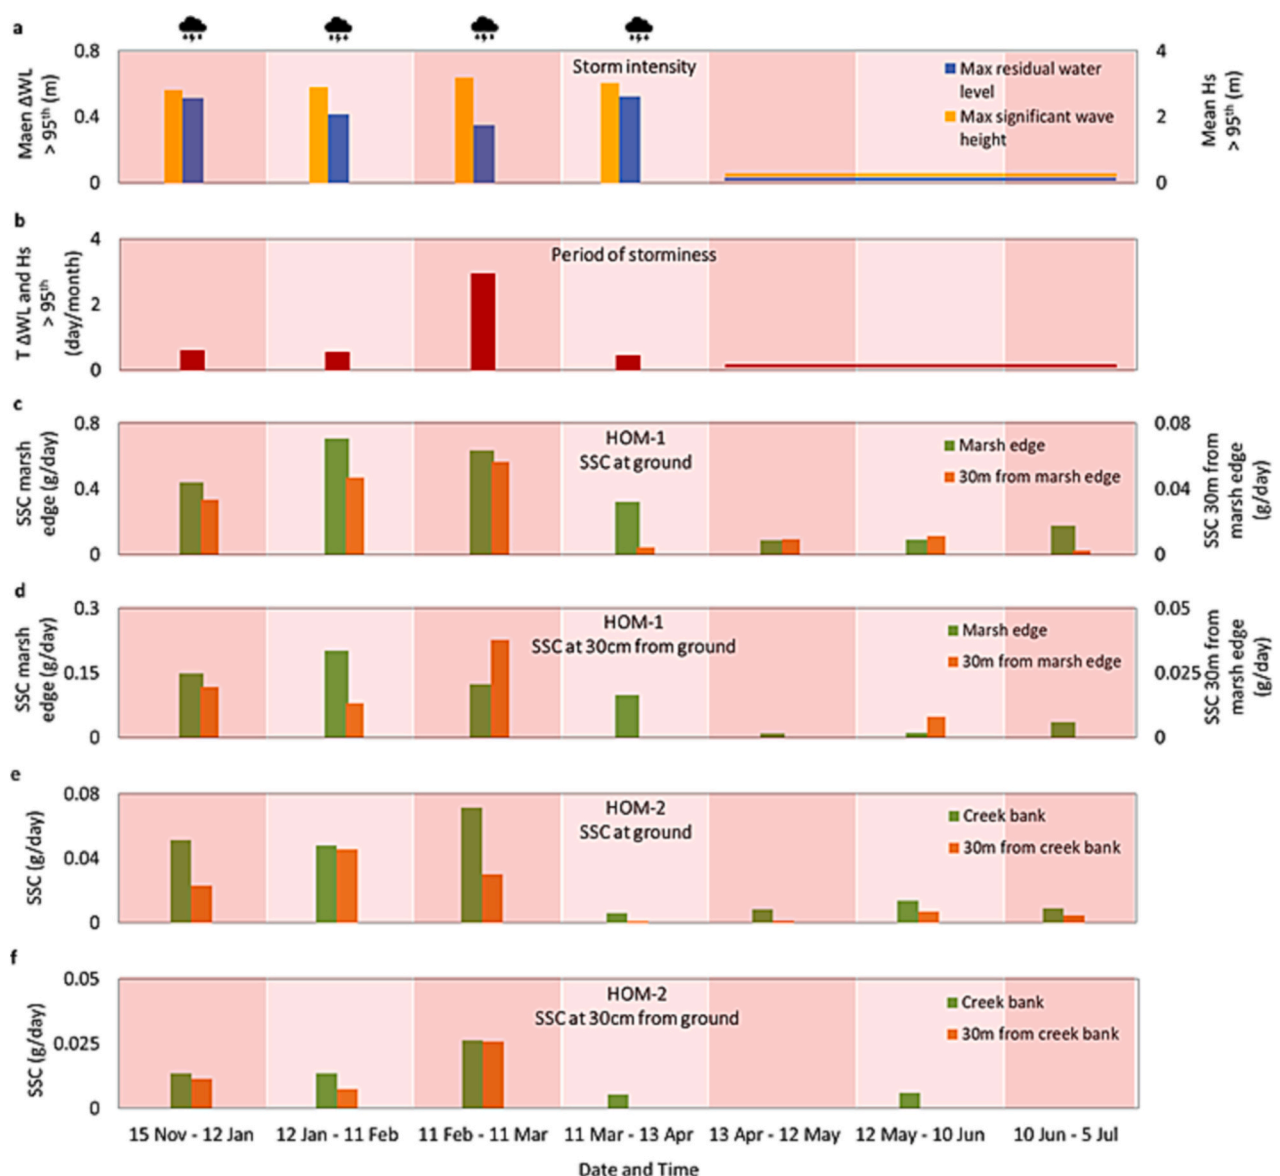 a
0.8
0.4
0
Maen ΔWL
> 95th (m)
Storm intensity
Max residual water
level
Max significant wave
height
4
2
0
Mean Hs
> 95th (m)
b
4
2
0
T ΔWL and Hs
> 95th
(day/month)
Period of storminess
c
0.8
0.4
0
SSC marsh
edge (g/day)
HOM-1
SSC at ground
Marsh edge
30m from marsh edge
0.08
0.04
0
SSC 30m from
marsh edge
(g/day)
d
0.3
0.15
0
SSC marsh
edge (g/day)
HOM-1
SSC at 30cm from ground
Marsh edge
30m from marsh edge
0.05
0.025
0
SSC 30m from
marsh edge
(g/day)
e
0.08
0.04
0
SSC (g/day)
HOM-2
SSC at ground
Creek bank
30m from creek bank
f
0.05
0.025
0
SSC (g/day)
HOM-2
SSC at 30cm from ground
Creek bank
30m from creek bank
15 Nov - 12 Jan 12 Jan - 11 Feb 11 Feb - 11 Mar 11 Mar - 13 Apr 13 Apr - 12 May 12 May - 10 Jun 10 Jun - 5 Jul
Date and Time